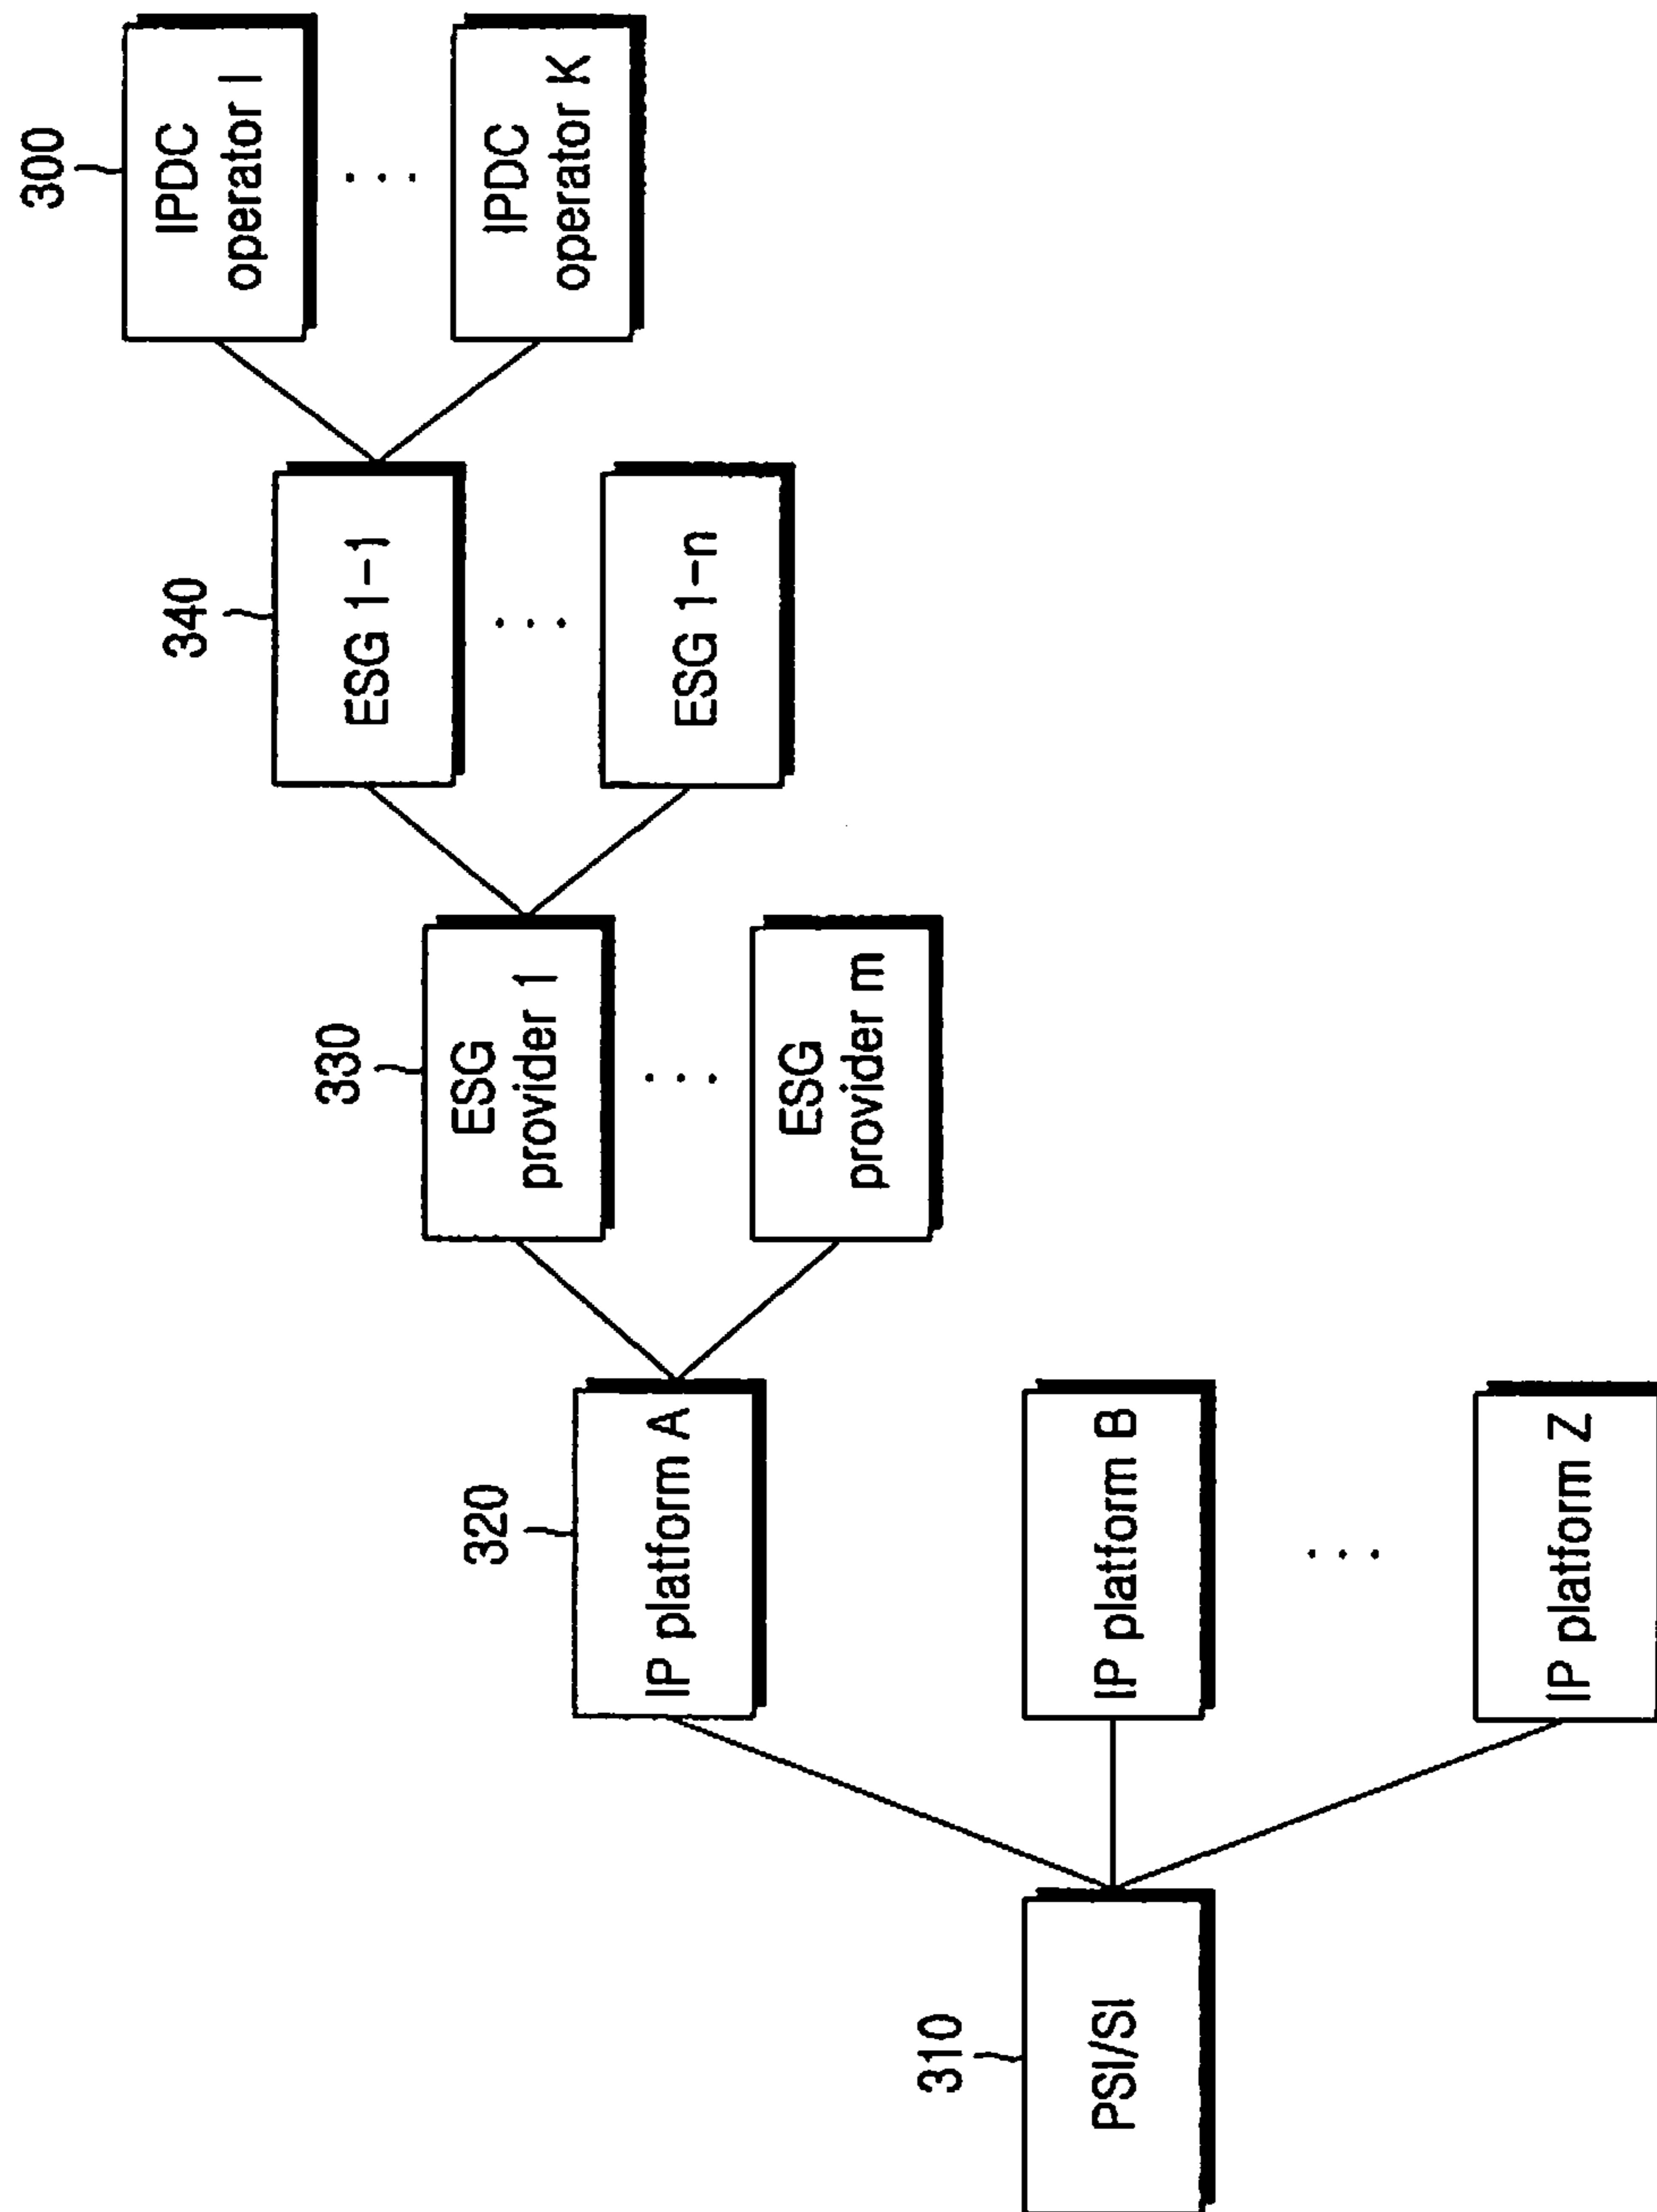 310
PSI/SI
320
IP platform A
IP platform B
...
IP platform Z
330
ESG
provider 1
...
ESG
provider m
340
ESG 1-1
...
ESG 1-n
300
IPDC
operator I
...
IPDC
operator K